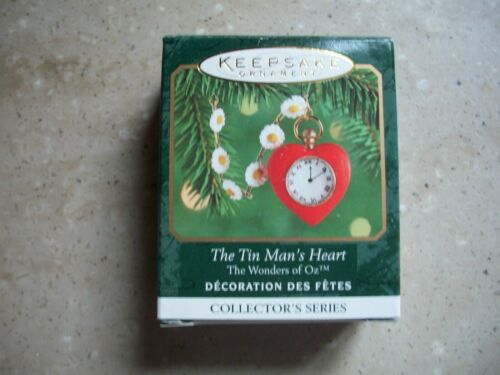 KEEPSAKE
ORNAMENT
The Tin Man's Heart
The Wonders of Oz™
DÉCORATION DES FÊTES
COLLECTOR'S SERIES